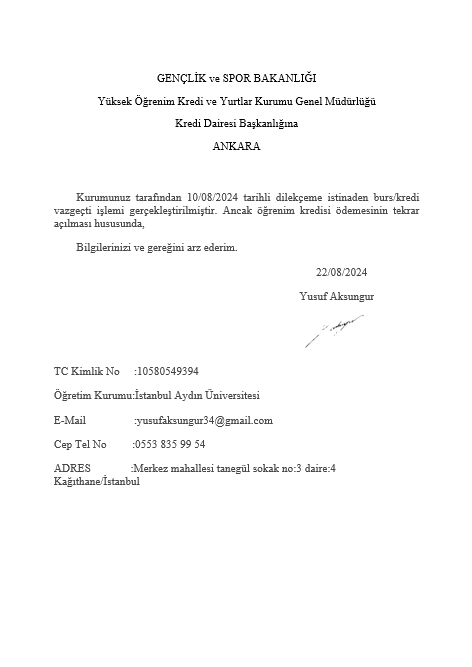 GENÇLİK ve SPOR BAKANLIĞI
Yüksek Öğrenim Kredi ve Yurtlar Kurumu Genel Müdürlüğü
Kredi Dairesi Başkanlığına
ANKARA
Kurumunuz tarafından 10/08/2024 tarihli dilekçeme istinaden burs/kredi
vazgeçti işlemi gerçekleştirilmiştir. Ancak öğrenim kredisi ödemesinin tekrar
açılması hususunda,
Bilgilerinizi ve gereğini arz ederim.
22/08/2024
Yusuf Aksungur
TC Kimlik No :10580549394
Öğretim Kurumu:İstanbul Aydın Üniversitesi
E-Mail :yusufaksungur34@gmail.com
Cep Tel No :0553 835 99 54
ADRES :Merkez mahallesi tanegül sokak no:3 daire:4
Kağıthane/İstanbul